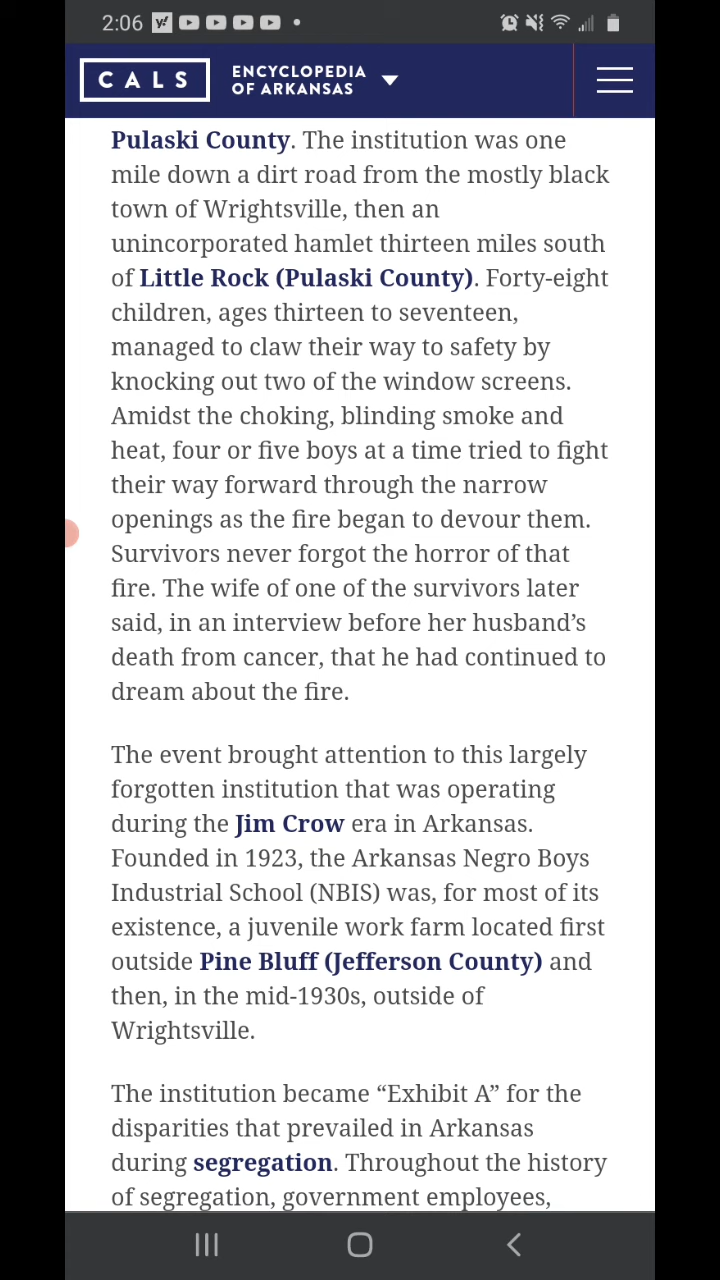 2:06
CALS
ENCYCLOPEDIA
OF ARKANSAS
Pulaski County. The institution was one
mile down a dirt road from the mostly black
town of Wrightsville, then an
unincorporated hamlet thirteen miles south
of Little Rock (Pulaski County). Forty-eight
children, ages thirteen to seventeen,
managed to claw their way to safety by
knocking out two of the window screens.
Amidst the choking, blinding smoke and
heat, four or five boys at a time tried to fight
their way forward through the narrow
openings as the fire began to devour them.
Survivors never forgot the horror of that
fire. The wife of one of the survivors later
said, in an interview before her husband’s
death from cancer, that he had continued to
dream about the fire.
The event brought attention to this largely
forgotten institution that was operating
during the Jim Crow era in Arkansas.
Founded in 1923, the Arkansas Negro Boys
Industrial School (NBIS) was, for most of its
existence, a juvenile work farm located first
outside Pine Bluff (Jefferson County) and
then, in the mid-1930s, outside of
Wrightsville.
The institution became “Exhibit A” for the
disparities that prevailed in Arkansas
during segregation. Throughout the history
of segregation, government employees,